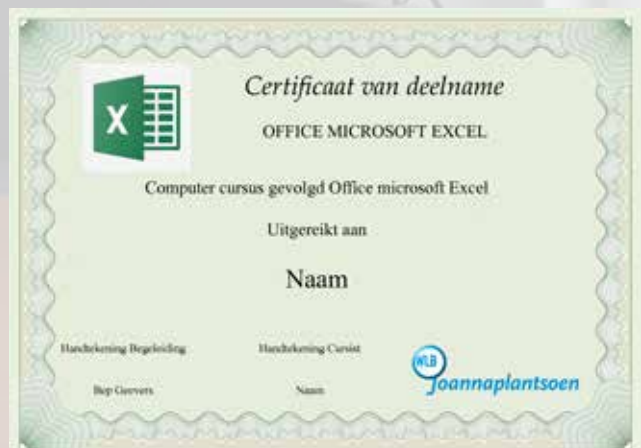 X
Certificaat van deelname
OFFICE MICROSOFT EXCEL
Computer cursus gevolgd Office microsoft Excel
Uitgereikt aan
Naam
Handtekening Begeleiding
Handtekening Cursist
Bep Geevers
Naam
WLB
Joannaplantsoen